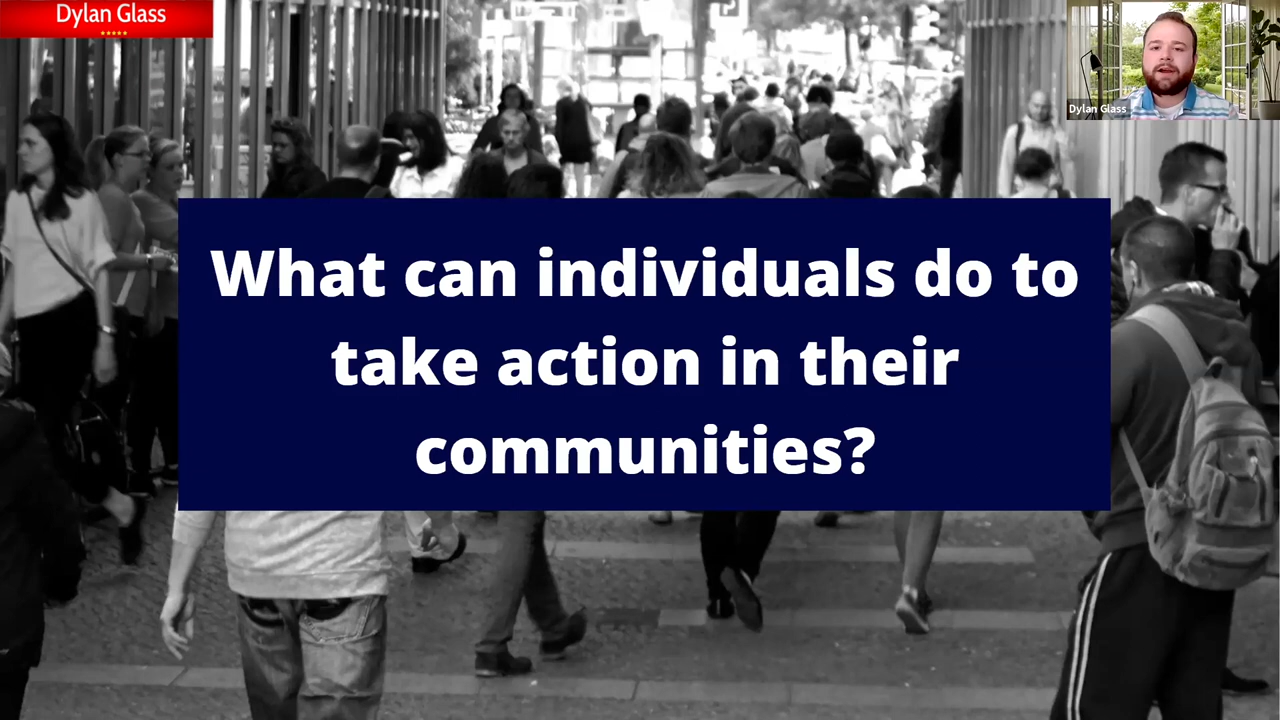 Dylan Glass
Dylan Glass
What can individuals do to
take action in their
communities?